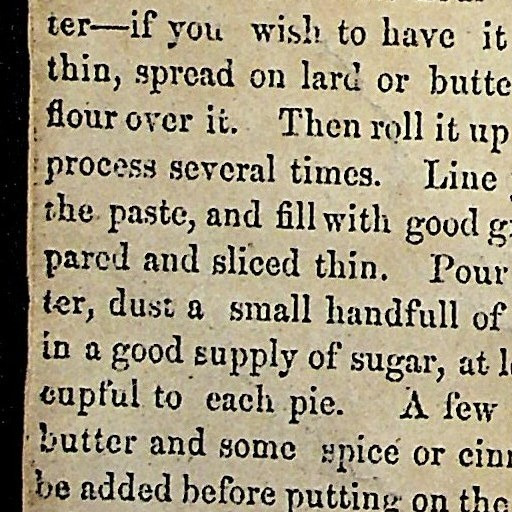 ter—if you wish to have it
thin, spread on lard or butte
flour over it. Then roll it up
process several times. Line
the paste, and fill with good g
pared and sliced thin. Pour
ter, dust a small handfull of
in a good supply of sugar, at l
cupful to each pie. A few
butter and some spice or cinn
be added before putting on the